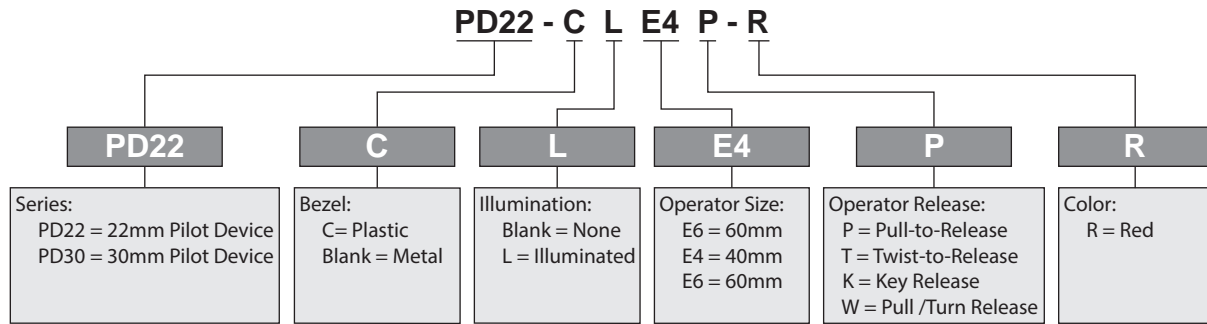 PD22 - C L E4 P - R
PD22
C
L
E4
P
R
Series:
PD22 = 22mm Pilot Device
PD30 = 30mm Pilot Device
Bezel:
C= Plastic
Blank = Metal
Illumination:
Blank = None
L = Illuminated
Operator Size:
E6 = 60mm
E4 = 40mm
E6 = 60mm
Operator Release:
P = Pull-to-Release
T = Twist-to-Release
K = Key Release
W = Pull /Turn Release
Color:
R = Red